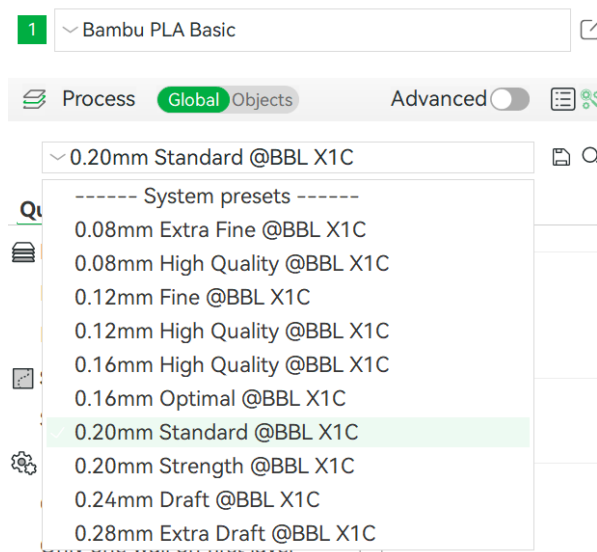 1 Bambu PLA Basic
Process Global Objects Advanced
0.20mm Standard @BBL X1C
------ System presets ------
0.08mm Extra Fine @BBL X1C
0.08mm High Quality @BBL X1C
0.12mm Fine @BBL X1C
0.12mm High Quality @BBL X1C
0.16mm High Quality @BBL X1C
0.16mm Optimal @BBL X1C
0.20mm Standard @BBL X1C
0.20mm Strength @BBL X1C
0.24mm Draft @BBL X1C
0.28mm Extra Draft @BBL X1C